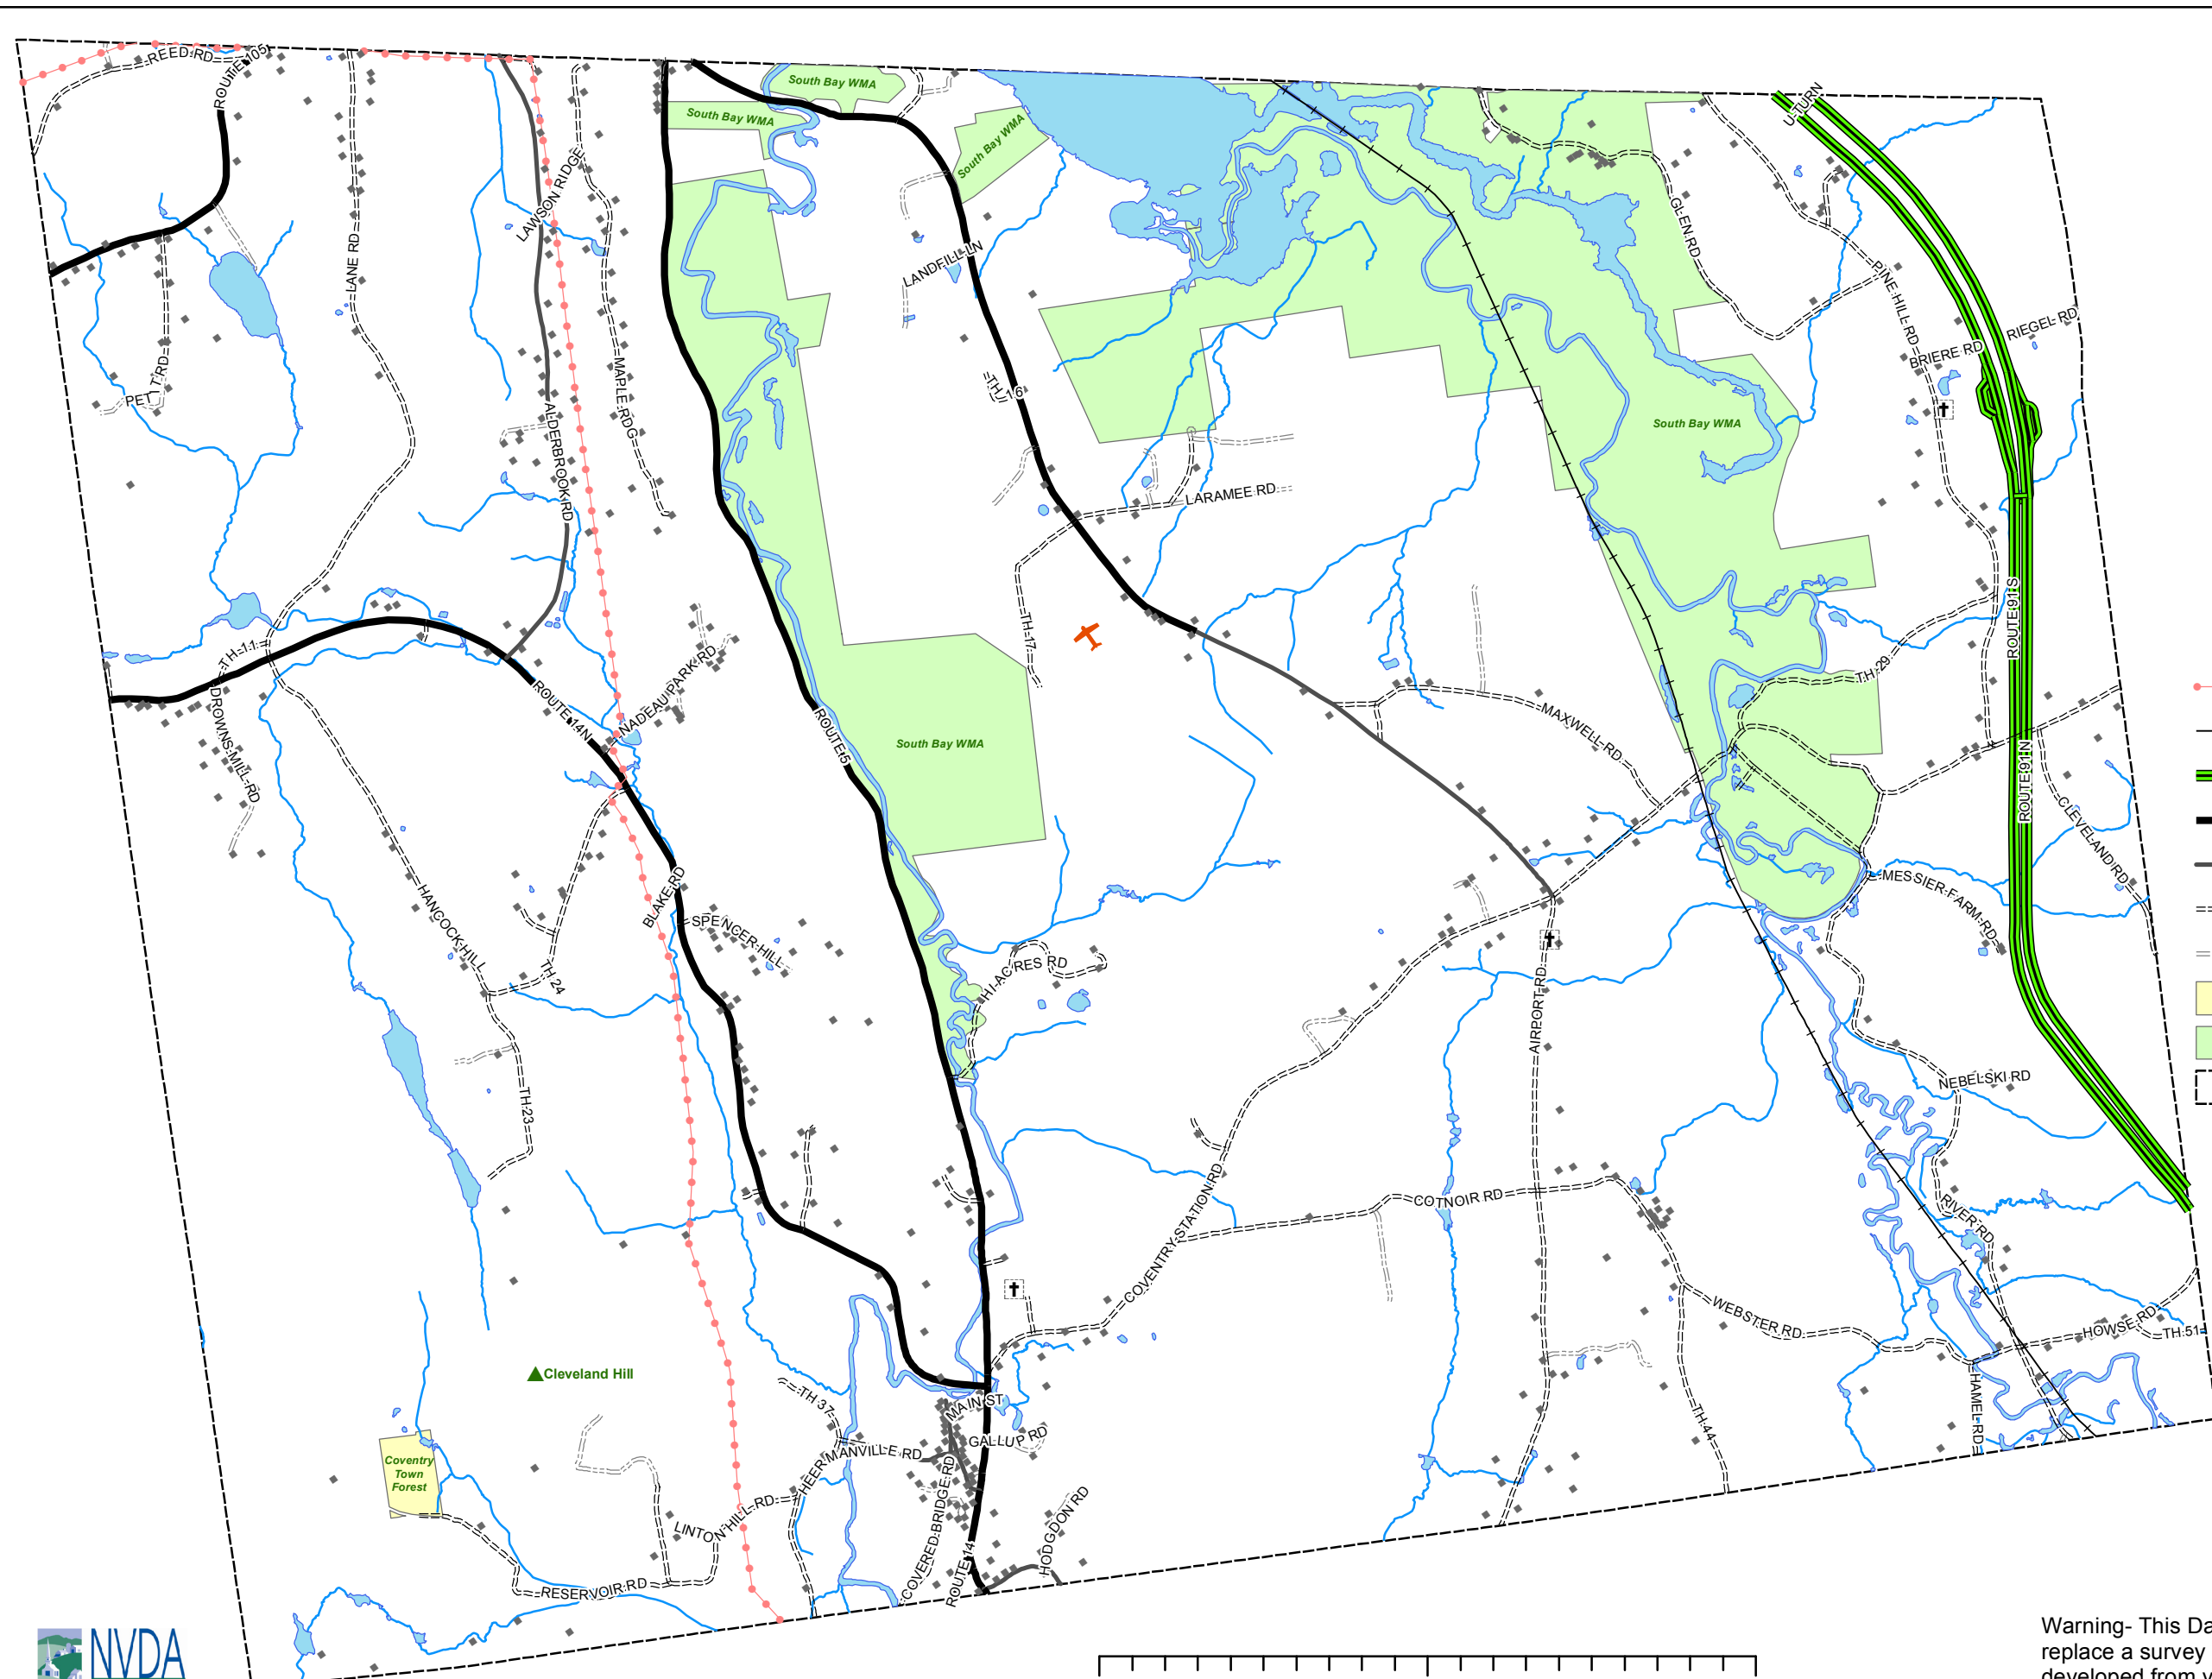 REED RD
ROUTE 105
South Bay WMA
South Bay WMA
South Bay WMA
U-TURN
LAWSON RIDGE
LANE RD
LANDFILL LN
GLEN RD
PINE HILL RD
RIEGEL RD
BRIERE RD
MAPLE RDG
TH-16
ALDERBROOK RD
South Bay WMA
LARAMEE RD
TH-17
ROUTE 91 S
TH-11
NADEAU PARK RD
TH-29
DROWNS MILL RD
ROUTE 14 N
ROUTE 5
South Bay WMA
MAXWELL RD
ROUTE 91 N
CLEVELAND RD
BLAKE RD
HANCOCK HILL
SPENCER HILL
MESSIER FARM RD
TH 24
HI-ACRES RD
AIRPORT RD
NEBELSKI RD
TH-23
COVENTRY STATION RD
COTNOIR RD
RIVER RD
WEBSTER RD
HOWSE RD
TH-51
Cleveland Hill
TH 37
MAIN ST
HAMEL RD
GALLUP RD
TH-44
MANVILLE RD
HEER
Coventry
Town
Forest
LINTON HILL RD
COVERED BRIDGE RD
HODGDON RD
ROUTE 14
RESERVOIR RD
NVDA
Warning- This Da
replace a survey
developed from v